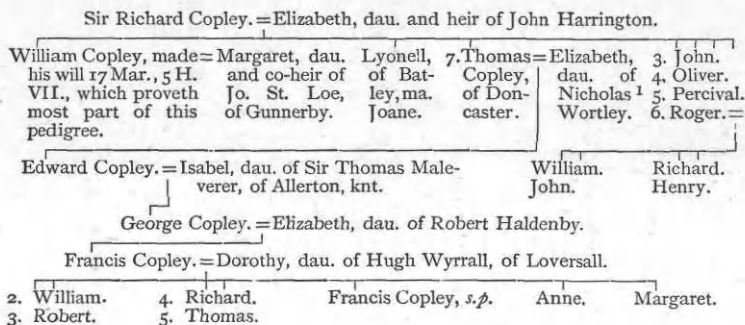 Sir Richard Copley.=Elizabeth, dau. and heir of John Harrington.
William Copley, made= Margaret, dau. Lyonell, 7. Thomas=Elizabeth, 3. John.
his will 17 Mar., 5 H. and co-heir of of Bat- Copley, dau. of 4. Oliver.
VII., which proveth Jo. St. Loe, ley, ma. of Don- Nicholas¹ 5. Percival.
most part of this of Gunnerby. Joane. caster. Wortley. 6. Roger.=
pedigree.
Edward Copley.=Isabel, dau. of Sir Thomas Male- William. Richard.
verer, of Allerton, knt. John. Henry.
George Copley.=Elizabeth, dau. of Robert Haldenby.
Francis Copley.=Dorothy, dau. of Hugh Wyrrall, of Loversall.
2. William. 4. Richard. Francis Copley, s.p. Anne. Margaret.
3. Robert. 5. Thomas.